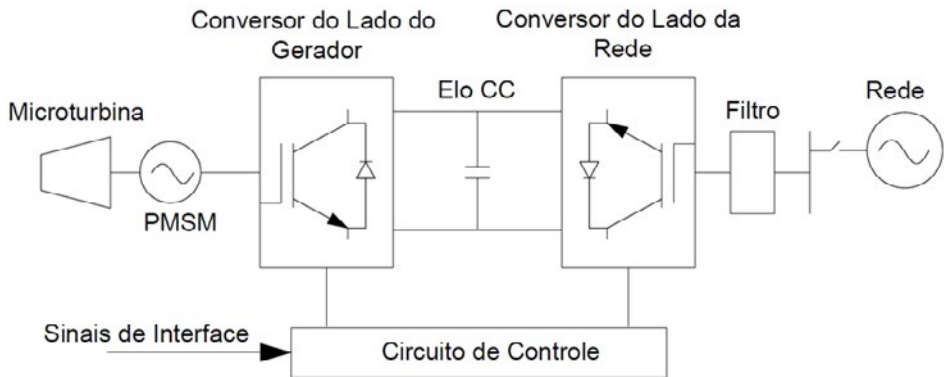 Conversor do Lado do
Gerador
Conversor do Lado da
Rede
Microturbina
Elo CC
Filtro
Rede
PMSM
Sinais de Interface
Circuito de Controle